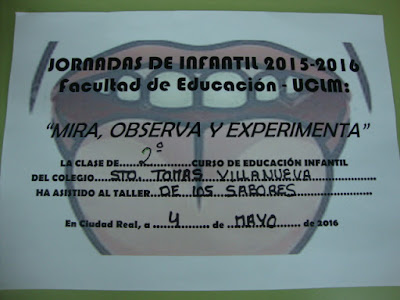 JORNADAS DE INFANTIL 2015-2016
Facultad de Educación - UCLM:
"MIRA, OBSERVA Y EXPERIMENTA"
LA CLASE DE 2º CURSO DE EDUCACIÓN INFANTIL
DEL COLEGIO STO. TOMAS VILLANUEVA
HA ASISTIDO AL TALLER DE LOS SABORES
En Ciudad Real, a 4 de MAYO de 2016